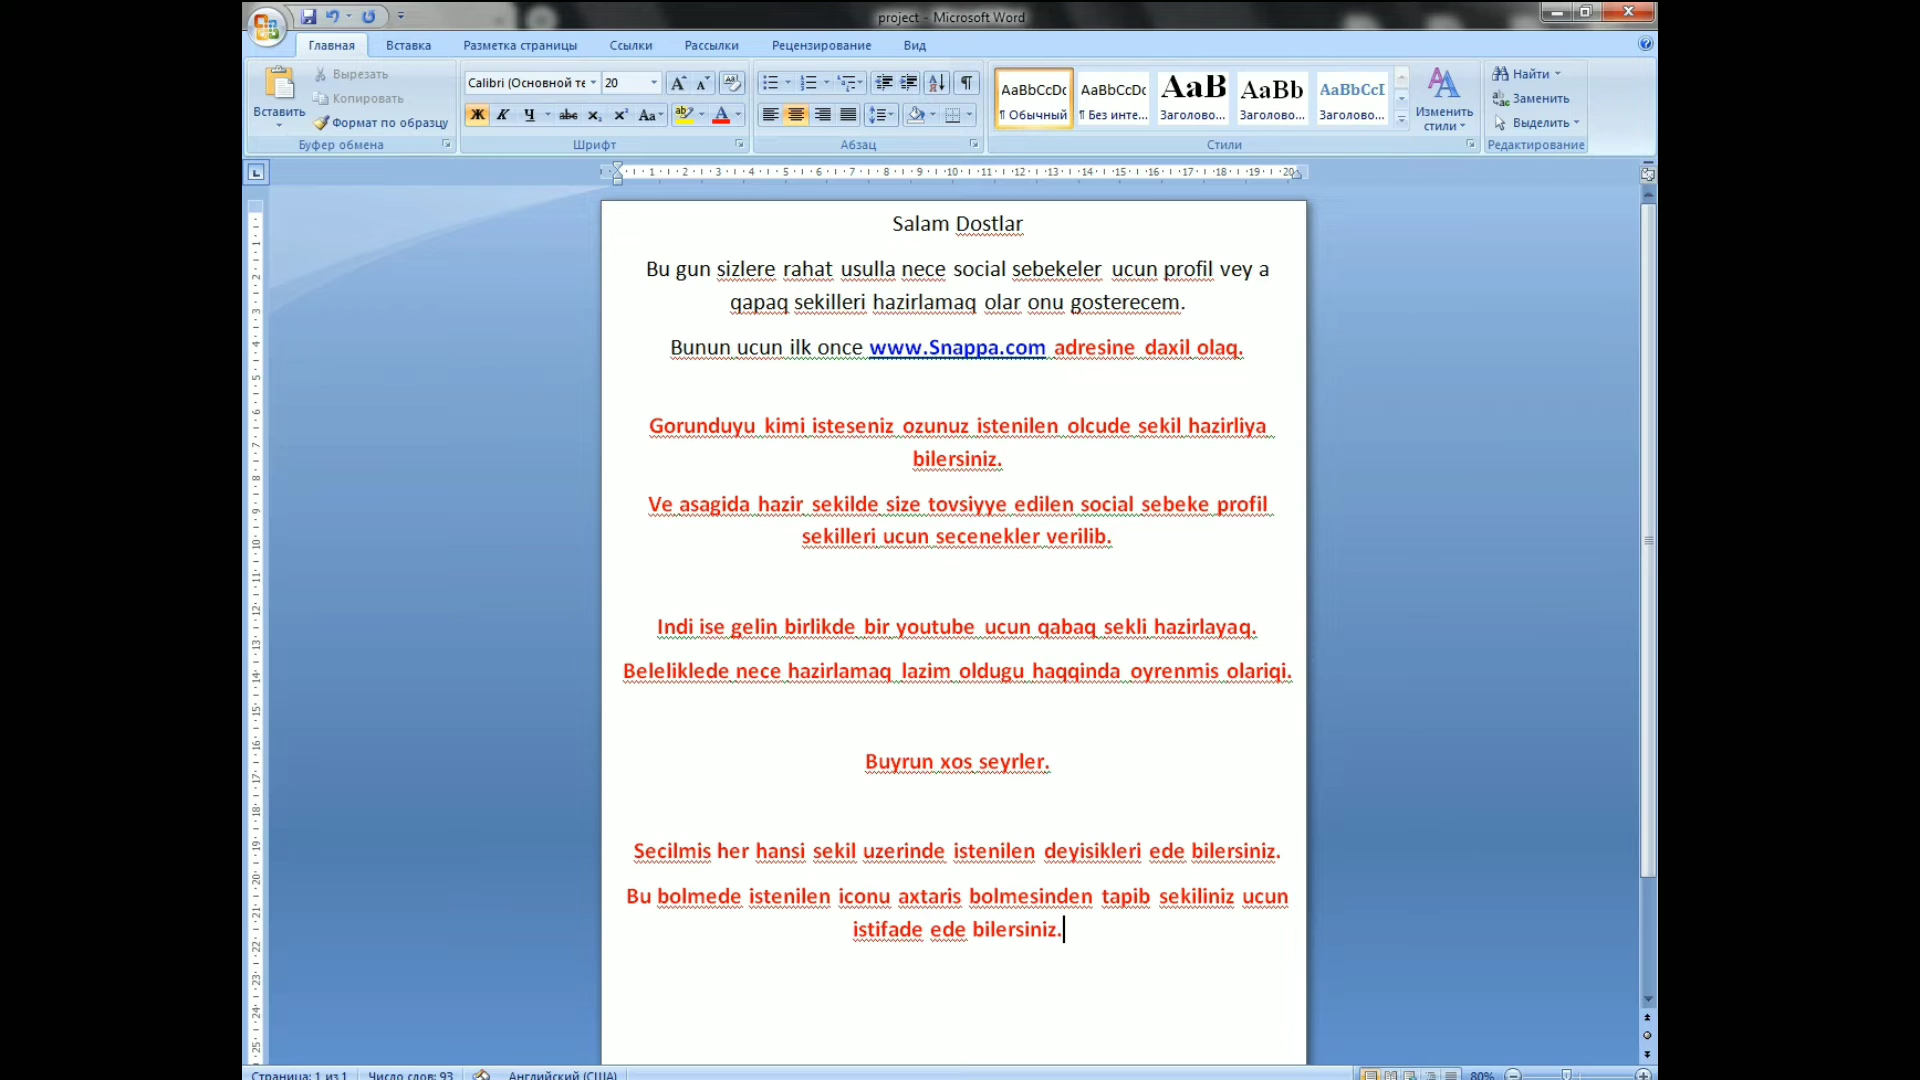 project - Microsoft Word
Главная Вставка Разметка страницы Ссылки Рассылки Рецензирование Вид
Вставить
Вырезать
Копировать
Формат по образцу
Буфер обмена
Calibri (Основной те 20
Шрифт
Абзац
AaBbCcDc AaBbCcDc AaB AaBb AaBbCcI
¶ Обычный ¶ Без инте... Заголово... Заголово... Заголово...
Изменить стили
Стили
Найти
Заменить
Выделить
Редактирование
Salam Dostlar
Bu gun sizlere rahat usulla nece social sebekeler ucun profil vey a
qapaq sekilleri hazirlamaq olar onu gosterecem.
Bunun ucun ilk once www.Snappa.com adresine daxil olaq.
Gorunduyu kimi isteseniz ozunuz istenilen olcude sekil hazirliya
bilersiniz.
Ve asagida hazir sekilde size tovsiyye edilen social sebeke profil
sekilleri ucun secenekler verilib.
Indi ise gelin birlikde bir youtube ucun qabaq sekli hazirlayaq.
Beleliklede nece hazirlamaq lazim oldugu haqqinda oyrenmis olariqi.
Buyrun xos seyrler.
Secilmis her hansi sekil uzerinde istenilen deyisikleri ede bilersiniz.
Bu bolmede istenilen iconu axtaris bolmesinden tapib sekiliniz ucun
istifade ede bilersiniz.
Страница: 1 из 1 Число слов: 93 Английский (США) 80%